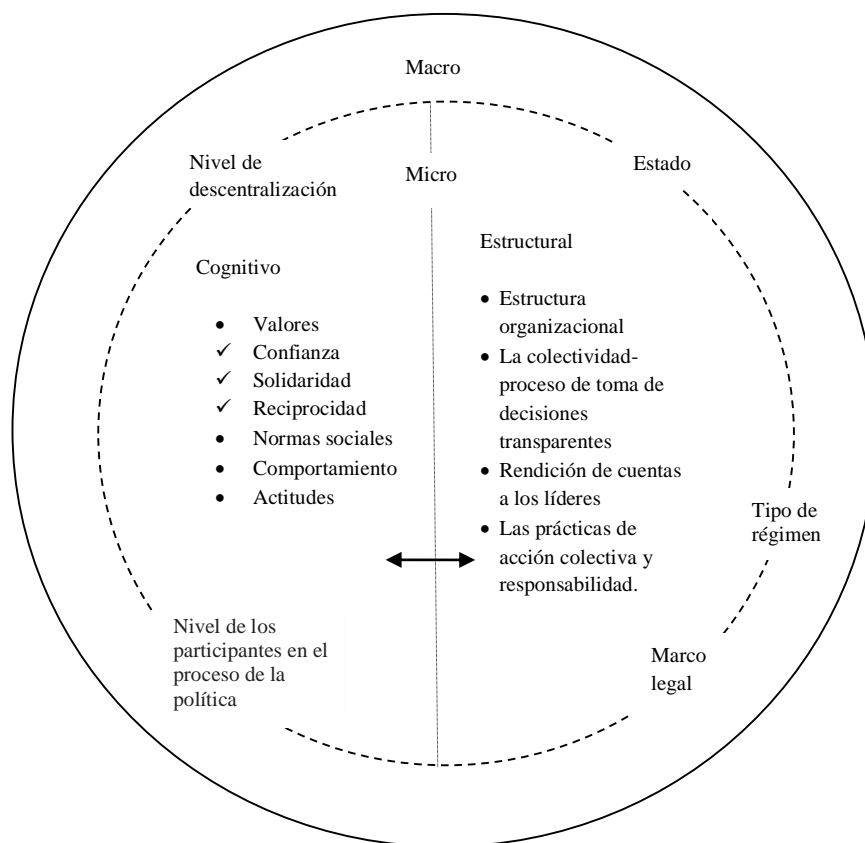 Macro
Nivel de
descentralización
Micro
Estado
Cognitivo
• Valores
✓ Confianza
✓ Solidaridad
✓ Reciprocidad
• Normas sociales
• Comportamiento
• Actitudes
Estructural
• Estructura
organizacional
• La colectividad-
proceso de toma de
decisiones
transparentes
• Rendición de cuentas
a los líderes
• Las prácticas de
acción colectiva y
responsabilidad.
Tipo de
régimen
Nivel de los
participantes en el
proceso de la
política
Marco
legal